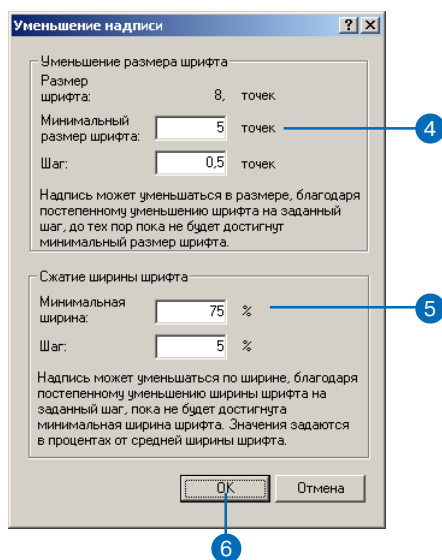 Уменьшение надписи
Уменьшение размера шрифта
Размер
шрифта: 8, точек
Минимальный
размер шрифта: 5 точек 4
Шаг: 0,5 точек
Надпись может уменьшаться в размере, благодаря
постепенному уменьшению шрифта на заданный
шаг, до тех пор пока не будет достигнут
минимальный размер шрифта.
Сжатие ширины шрифта
Минимальная
ширина: 75 % 5
Шаг: 5 %
Надпись может уменьшаться по ширине, благодаря
постепенному уменьшению ширины шрифта на
заданный шаг, пока не будет достигнута
минимальная ширина шрифта. Значения задаются
в процентах от средней ширины шрифта.
OK Отмена
6